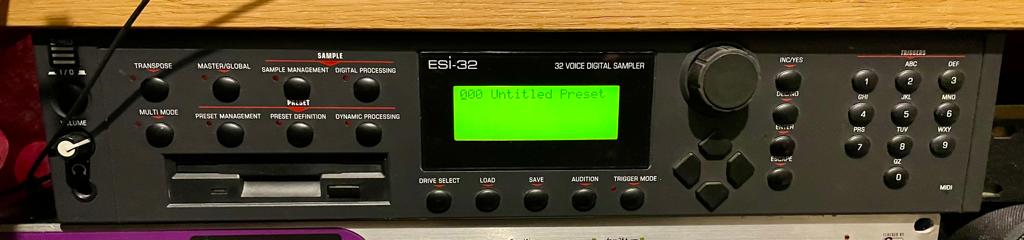 I / O
VOLUME
TRANSPOSE
MASTER/GLOBAL
SAMPLE
SAMPLE MANAGEMENT
DIGITAL PROCESSING
MULTI MODE
PRESET
PRESET MANAGEMENT
PRESET DEFINITION
DYNAMIC PROCESSING
ESi-32
32 VOICE DIGITAL SAMPLER
000 Untitled Preset
DRIVE SELECT
LOAD
SAVE
AUDITION
TRIGGER MODE
INC/YES
DEC/NO
ENTER
ESCAPE
TRIGGERS
ABC
DEF
1
2
3
GHI
JKL
MNO
4
5
6
PRS
TUV
WXY
7
8
9
QZ
0
MIDI